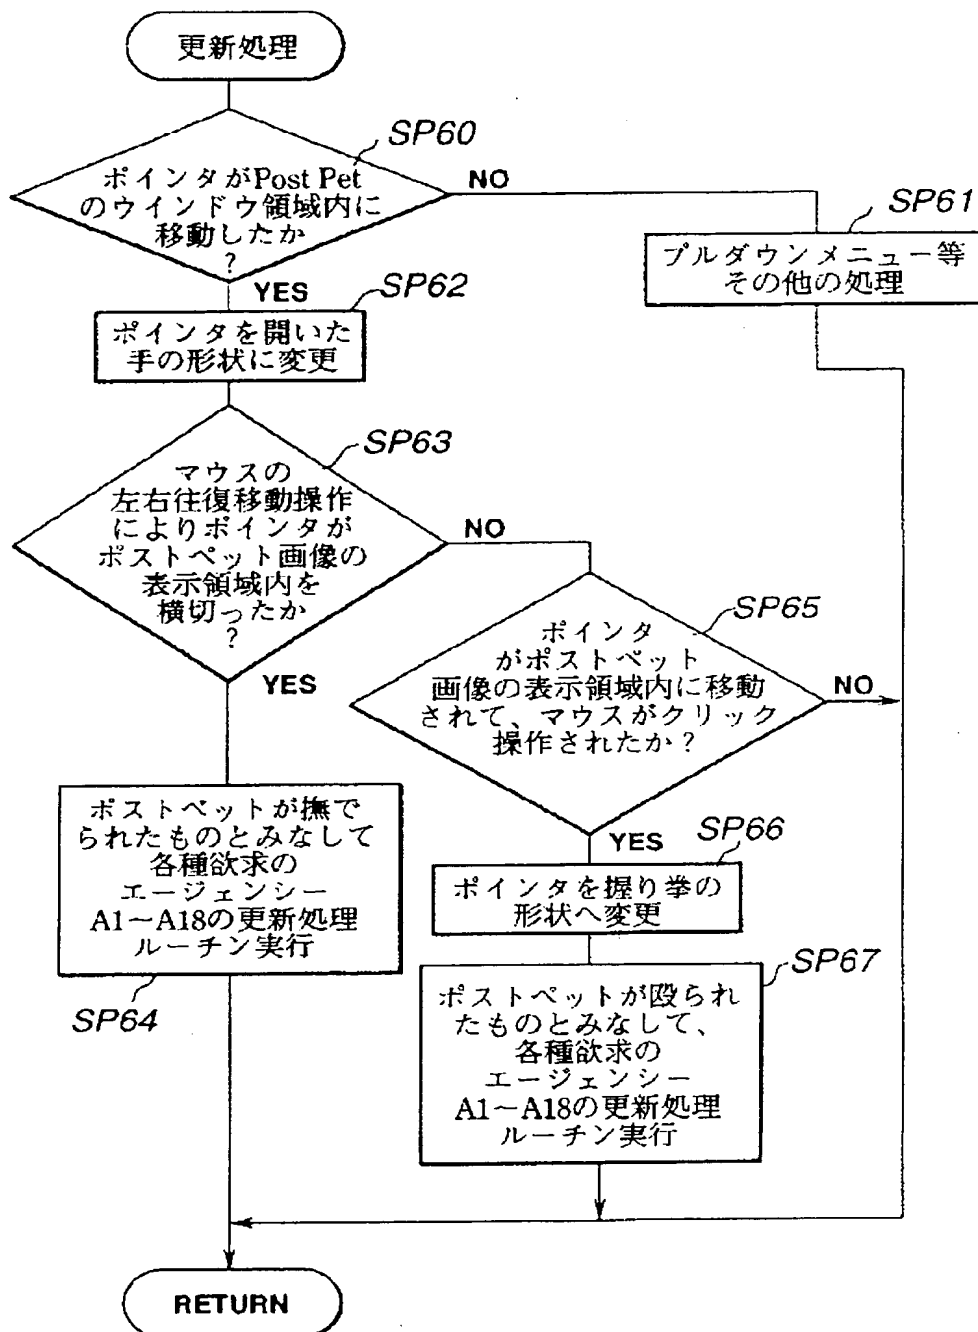 更新処理
SP60
ポインタがPost Pet
のウインドウ領域内に
移動したか
?
NO
YES
SP61
プルダウンメニュー等
その他の処理
SP62
ポインタを開いた
手の形状に変更
SP63
マウスの
左右往復移動操作
によりポインタが
ポストペット画像の
表示領域内を
横切ったか
?
NO
YES
SP65
ポインタ
がポストペット
画像の表示領域内に移動
されて、マウスがクリック
操作されたか?
NO
YES
ポストペットが撫で
られたものとみなして
各種欲求の
エージェンシー
A1~A18の更新処理
ルーチン実行
SP64
SP66
ポインタを握り拳の
形状へ変更
SP67
ポストペットが殴られ
たものとみなして、
各種欲求の
エージェンシー
A1~A18の更新処理
ルーチン実行
RETURN